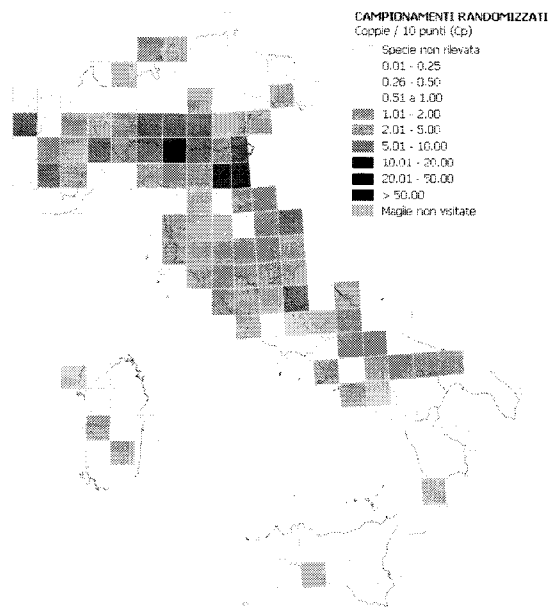 CAMPIONAMENTI RANDOMIZZATI
Coppie / 10 punti (Cp)
Specie non rilevata
0.01 - 0.25
0.26 - 0.50
0.51 a 1.00
1.01 - 2.00
2.01 - 5.00
5.01 - 10.00
10.01 - 20.00
20.01 - 50.00
> 50.00
Maglie non visitate